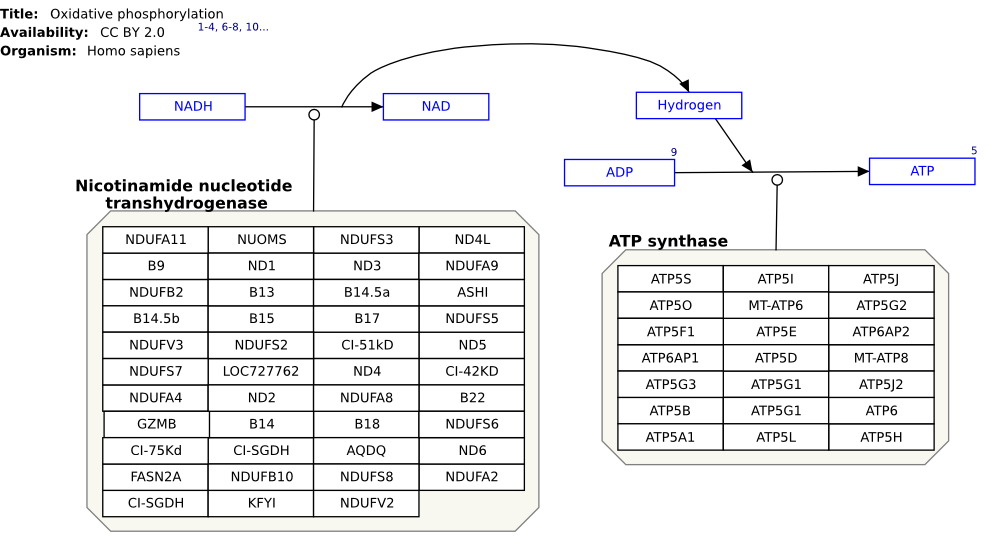 Title: Oxidative phosphorylation
Availability: CC BY 2.0 1-4, 6-8, 10...
Organism: Homo sapiens
NADH
NAD
Hydrogen
9
5
ADP
ATP
Nicotinamide nucleotide
transhydrogenase
NDUFA11 NUOMS NDUFS3 ND4L
B9 ND1 ND3 NDUFA9
NDUFB2 B13 B14.5a ASHI
B14.5b B15 B17 NDUFS5
NDUFV3 NDUFS2 CI-51kD ND5
NDUFS7 LOC727762 ND4 CI-42KD
NDUFA4 ND2 NDUFA8 B22
GZMB B14 B18 NDUFS6
CI-75Kd CI-SGDH AQDQ ND6
FASN2A NDUFB10 NDUFS8 NDUFA2
CI-SGDH KFYI NDUFV2
ATP synthase
ATP5S ATP5I ATP5J
ATP5O MT-ATP6 ATP5G2
ATP5F1 ATP5E ATP6AP2
ATP6AP1 ATP5D MT-ATP8
ATP5G3 ATP5G1 ATP5J2
ATP5B ATP5G1 ATP6
ATP5A1 ATP5L ATP5H